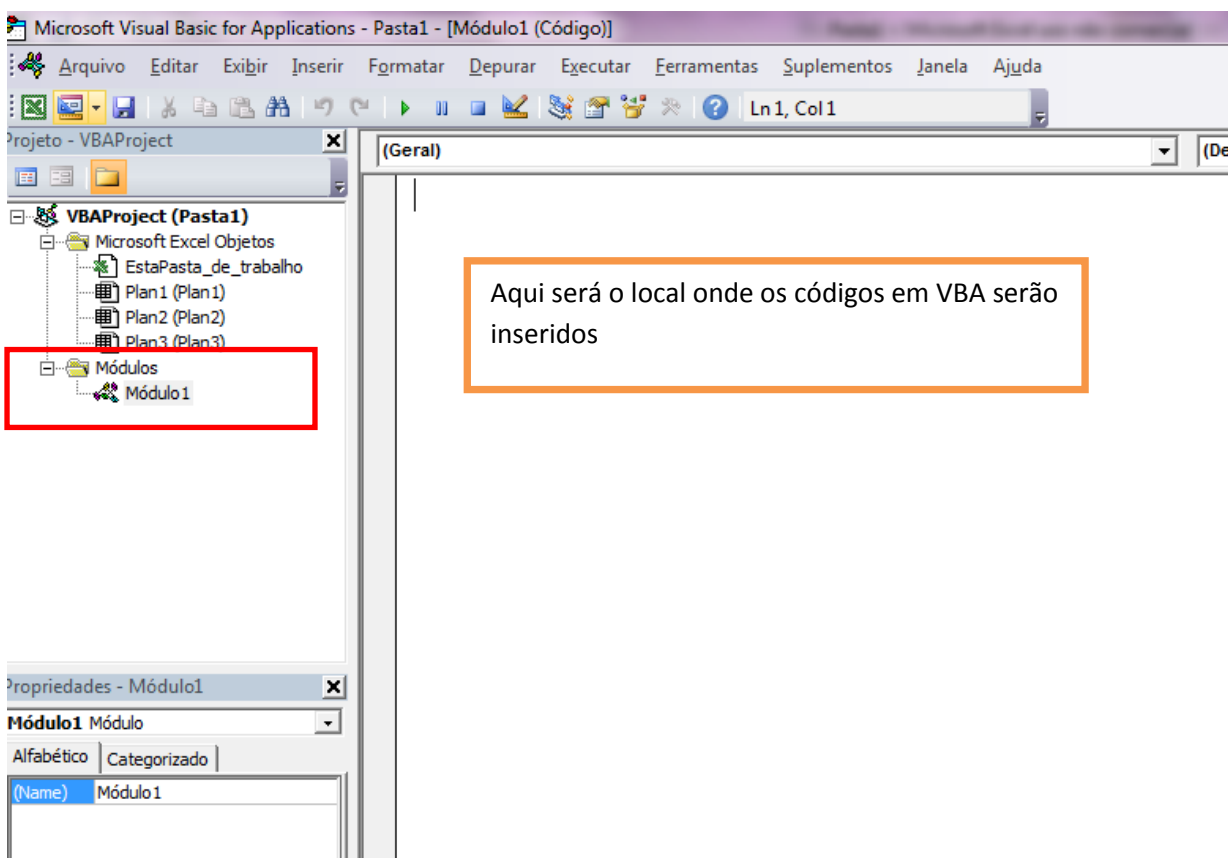 Microsoft Visual Basic for Applications - Pasta1 - [Módulo1 (Código)]
Arquivo Editar Exibir Inserir Formatar Depurar Executar Ferramentas Suplementos Janela Ajuda
Ln 1, Col 1
Projeto - VBAProject
(Geral)
(De
VBAProject (Pasta1)
Microsoft Excel Objetos
EstaPasta_de_trabalho
Plan1 (Plan1)
Plan2 (Plan2)
Plan3 (Plan3)
Módulos
Módulo1
Aqui será o local onde os códigos em VBA serão
inseridos
Propriedades - Módulo1
Módulo1 Módulo
Alfabético Categorizado
(Name) Módulo1